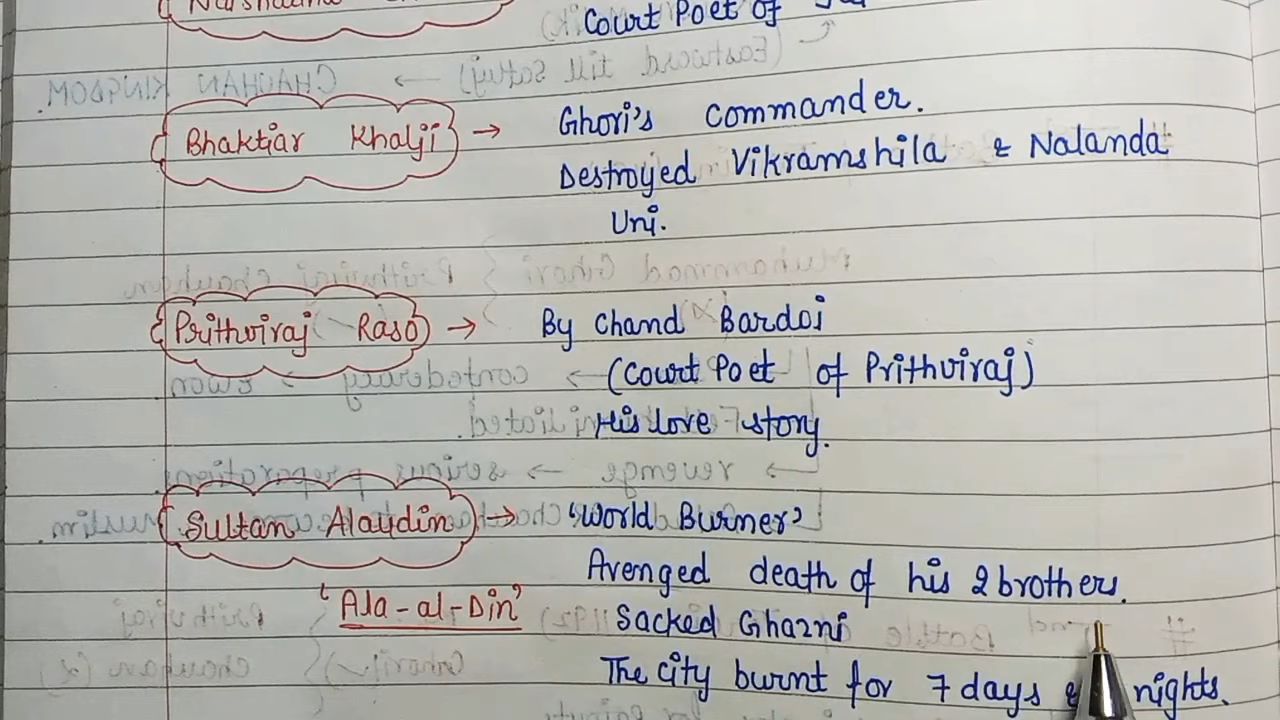 Court Poet of
Bhaktiar Khalji → Ghori's commander.
Destroyed Vikramshila & Nalanda
Uni.
Prithviraj Raso → By Chand Bardoi
(Court Poet of Prithviraj)
His love story.
Sultan Alaudin → 'World Burner'
Avenged death of his 2 brothers.
'Ala-al-Din' Sacked Ghazni
The city burnt for 7 days & nights.